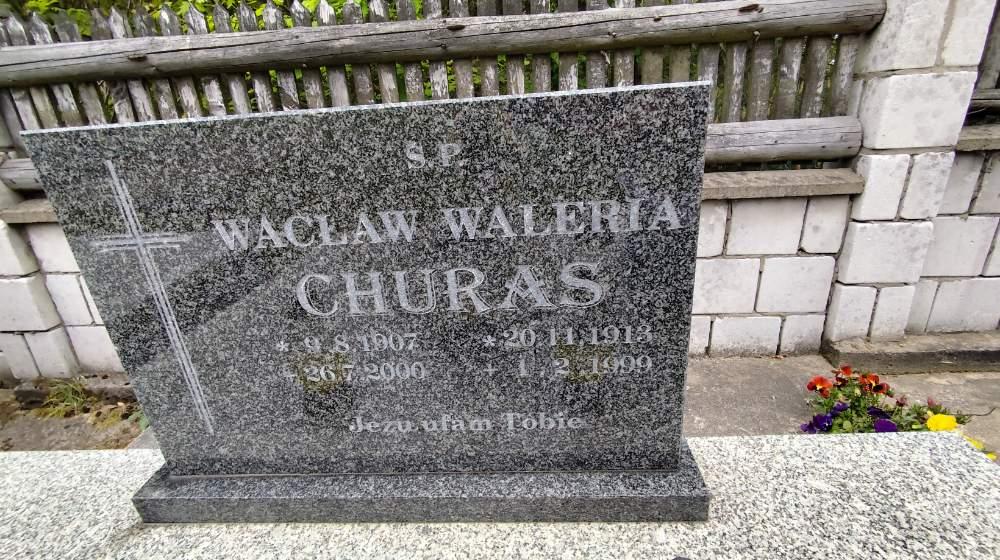 Ś.P.
WACŁAW WALERIA
CHURAS
* 9.8.1907 * 20.11.1913
+ 26.7.2000 + 1.2.1999
Jezu ufam Tobie